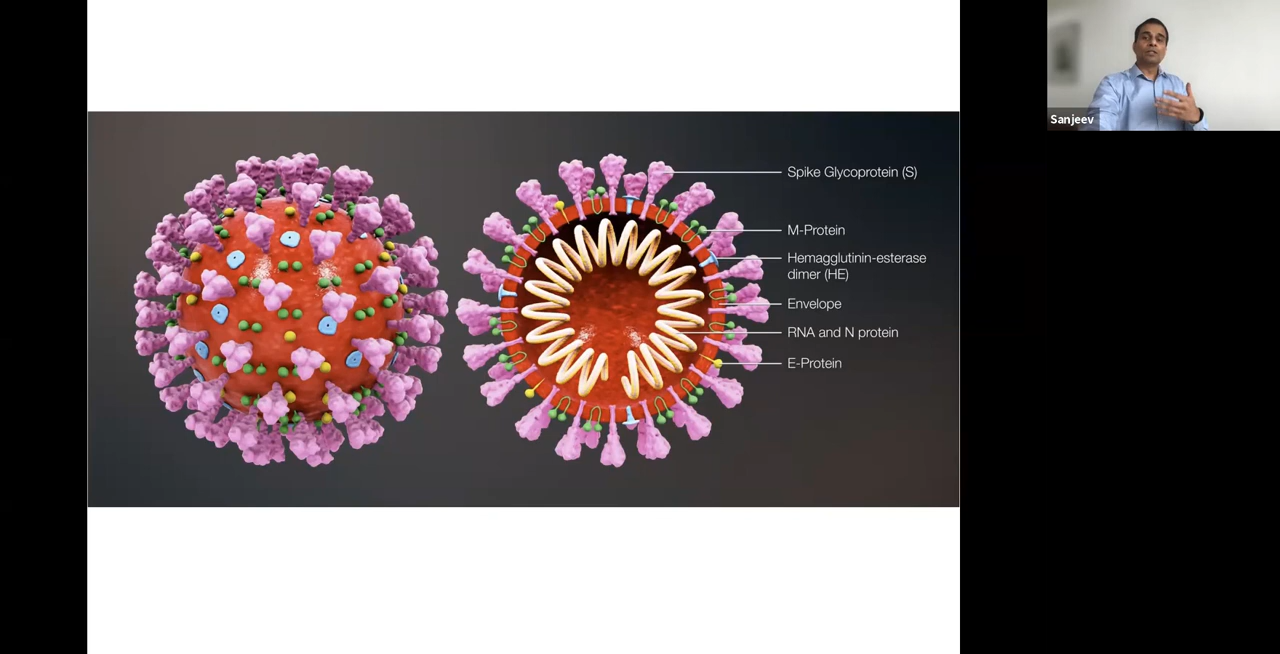 Sanjeev
Spike Glycoprotein (S)
M-Protein
Hemagglutinin-esterase
dimer (HE)
Envelope
RNA and N protein
E-Protein